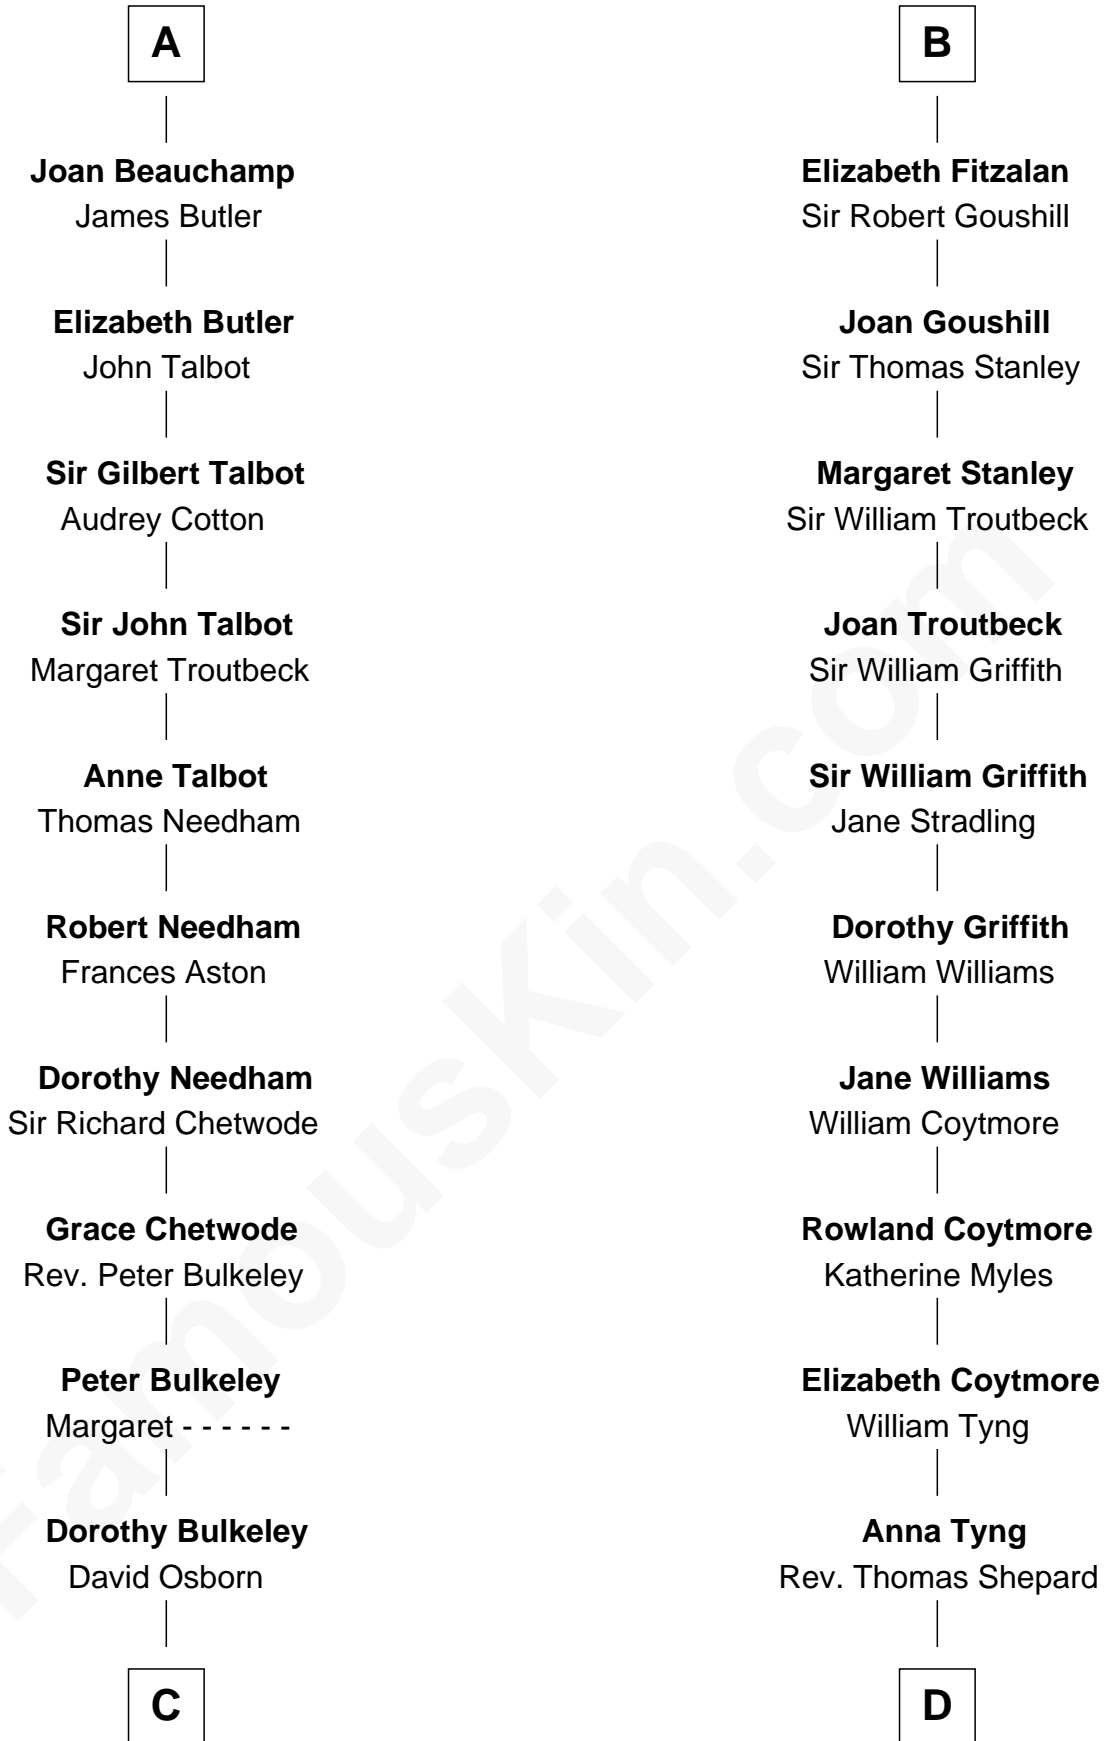 A
Joan Beauchamp
James Butler
Elizabeth Butler
John Talbot
Sir Gilbert Talbot
Audrey Cotton
Sir John Talbot
Margaret Troutbeck
Anne Talbot
Thomas Needham
Robert Needham
Frances Aston
Dorothy Needham
Sir Richard Chetwode
Grace Chetwode
Rev. Peter Bulkeley
Peter Bulkeley
Margaret - - - - - -
Dorothy Bulkeley
David Osborn
C
B
Elizabeth Fitzalan
Sir Robert Goushill
Joan Goushill
Sir Thomas Stanley
Margaret Stanley
Sir William Troutbeck
Joan Troutbeck
Sir William Griffith
Sir William Griffith
Jane Stradling
Dorothy Griffith
William Williams
Jane Williams
William Coytmore
Rowland Coytmore
Katherine Myles
Elizabeth Coytmore
William Tyng
Anna Tyng
Rev. Thomas Shepard
D
FamousKin.com